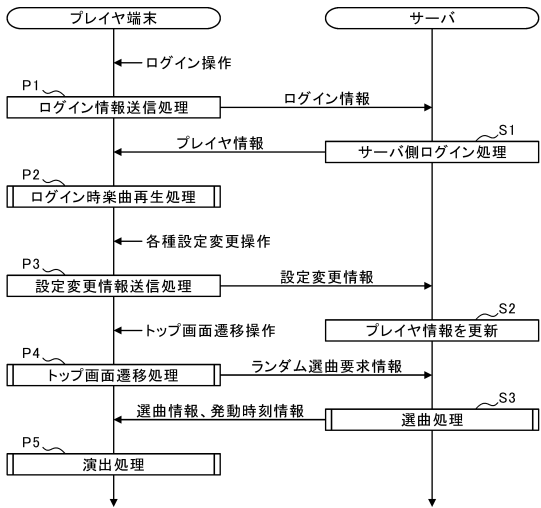 プレイヤ端末
サーバ
ログイン操作
P1
ログイン情報送信処理
ログイン情報
S1
プレイヤ情報
サーバ側ログイン処理
P2
ログイン時楽曲再生処理
各種設定変更操作
P3
設定変更情報送信処理
設定変更情報
S2
トップ画面遷移操作
プレイヤ情報を更新
P4
トップ画面遷移処理
ランダム選曲要求情報
S3
選曲情報、発動時刻情報
選曲処理
P5
演出処理